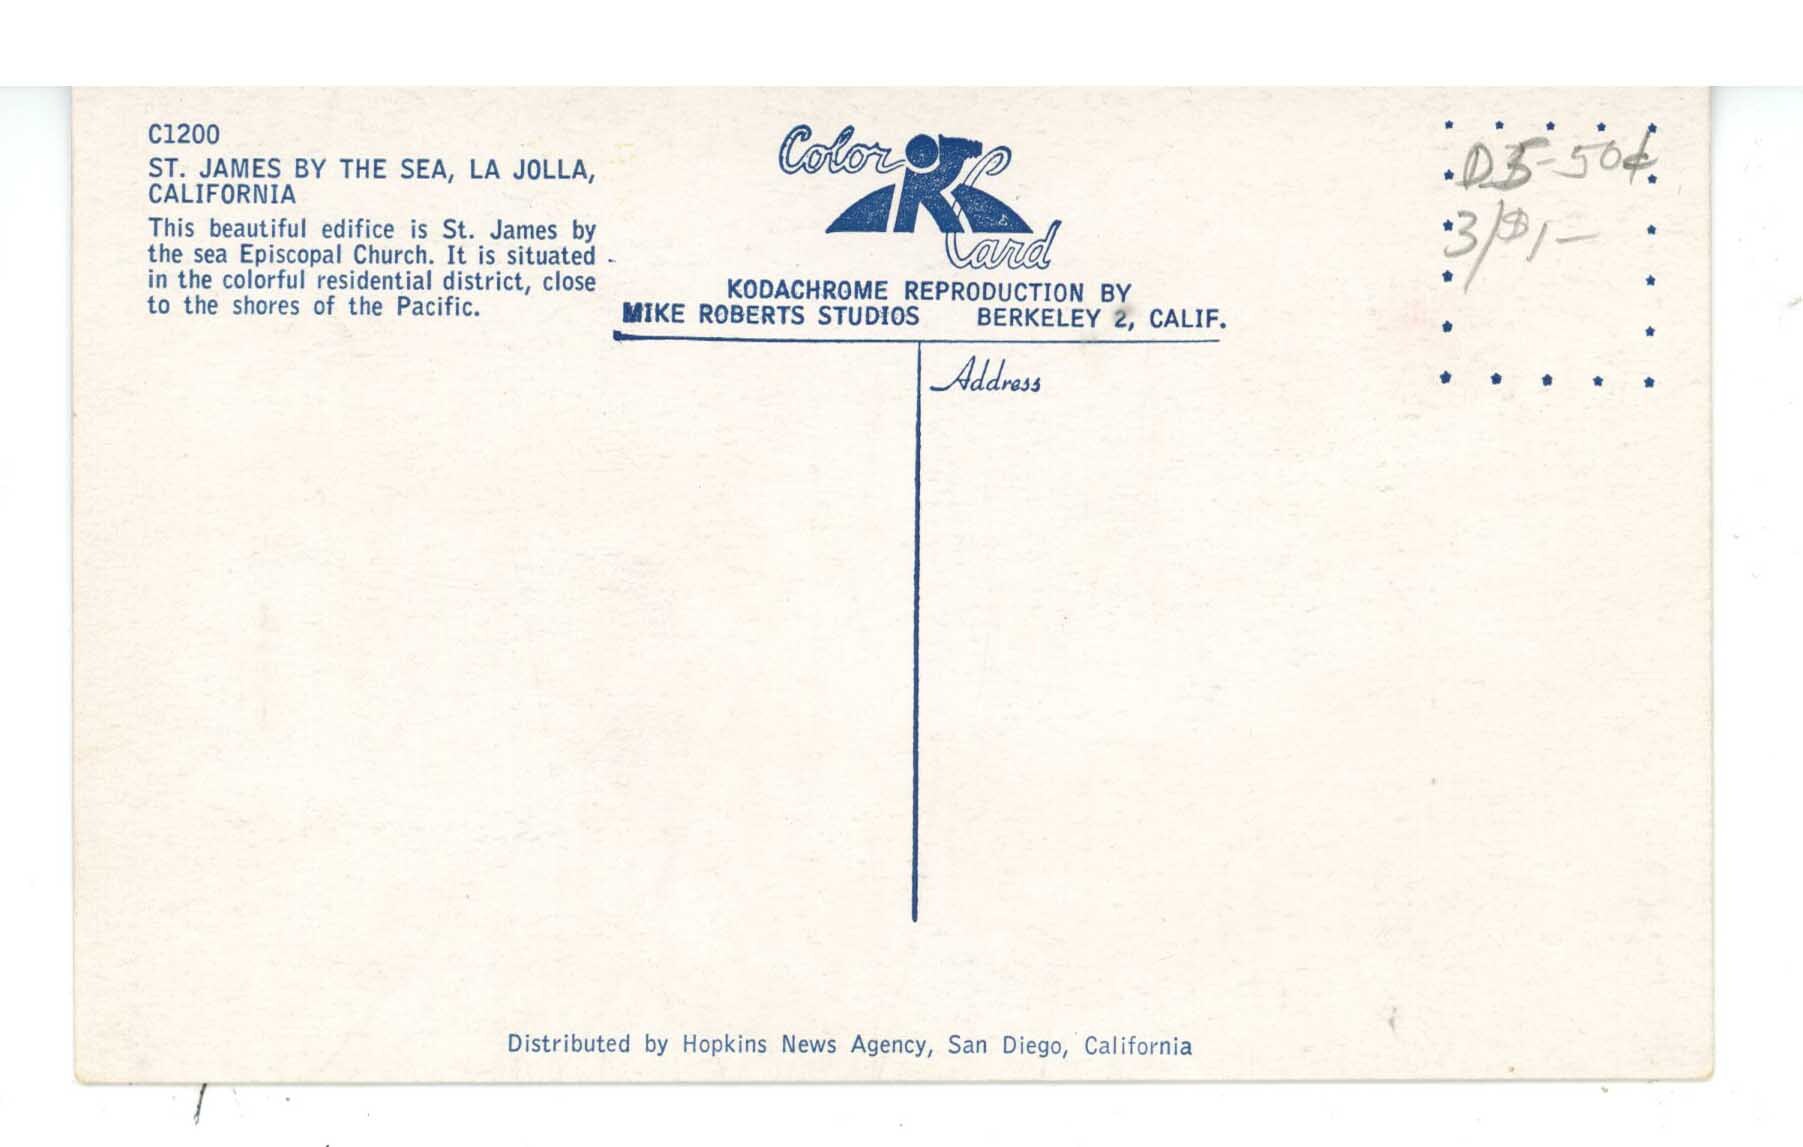 C1200
ST. JAMES BY THE SEA, LA JOLLA,
CALIFORNIA
This beautiful edifice is St. James by
the sea Episcopal Church. It is situated
in the colorful residential district, close
to the shores of the Pacific.
Color
Card
KODACHROME REPRODUCTION BY
MIKE ROBERTS STUDIOS BERKELEY 2, CALIF.
Address
50¢
3/$1-
Distributed by Hopkins News Agency, San Diego, California